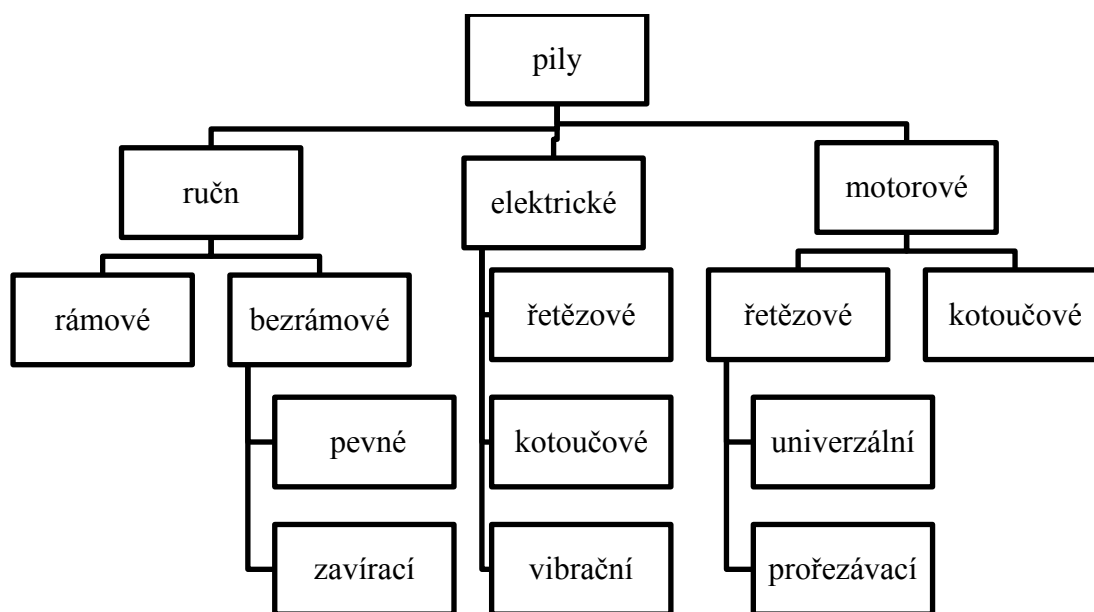 pily
ručn
elektrické
motorové
rámové
bezrámové
řetězové
řetězové
kotoučové
pevné
kotoučové
univerzální
zavírací
vibrační
prořezávací